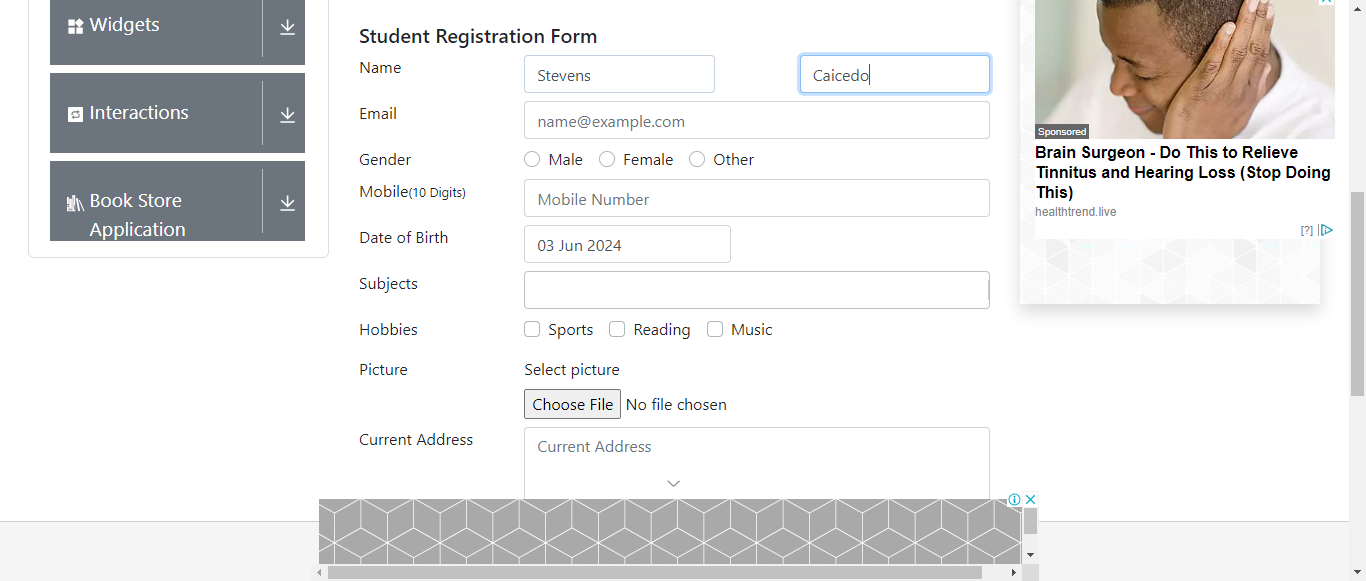 Widgets
Interactions
Book Store
Application
Student Registration Form
Name
Stevens
Caicedo
Email
name@example.com
Gender
Male
Female
Other
Mobile(10 Digits)
Mobile Number
Date of Birth
03 Jun 2024
Subjects
Hobbies
Sports
Reading
Music
Picture
Select picture
Choose File
No file chosen
Current Address
Current Address
Sponsored
Brain Surgeon - Do This to Relieve
Tinnitus and Hearing Loss (Stop Doing
This)
healthtrend.live
[?]